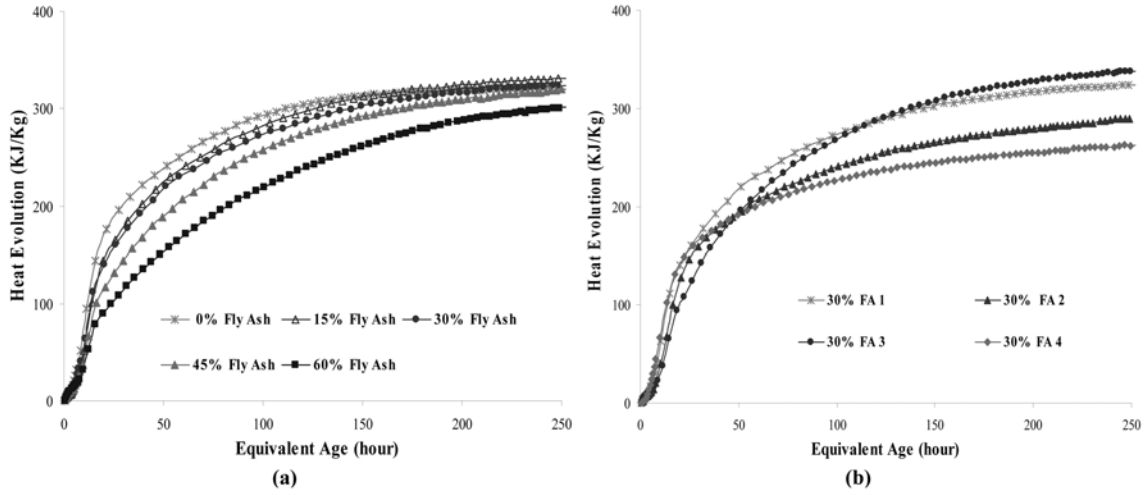 400
300
200
100
0
Heat Evolution (KJ/Kg)
0% Fly Ash 15% Fly Ash 30% Fly Ash
45% Fly Ash 60% Fly Ash
0 50 100 150 200 250
Equivalent Age (hour)
(a)
400
300
200
100
0
Heat Evolution (KJ/Kg)
30% FA 1 30% FA 2
30% FA 3 30% FA 4
0 50 100 150 200 250
Equivalent Age (hour)
(b)